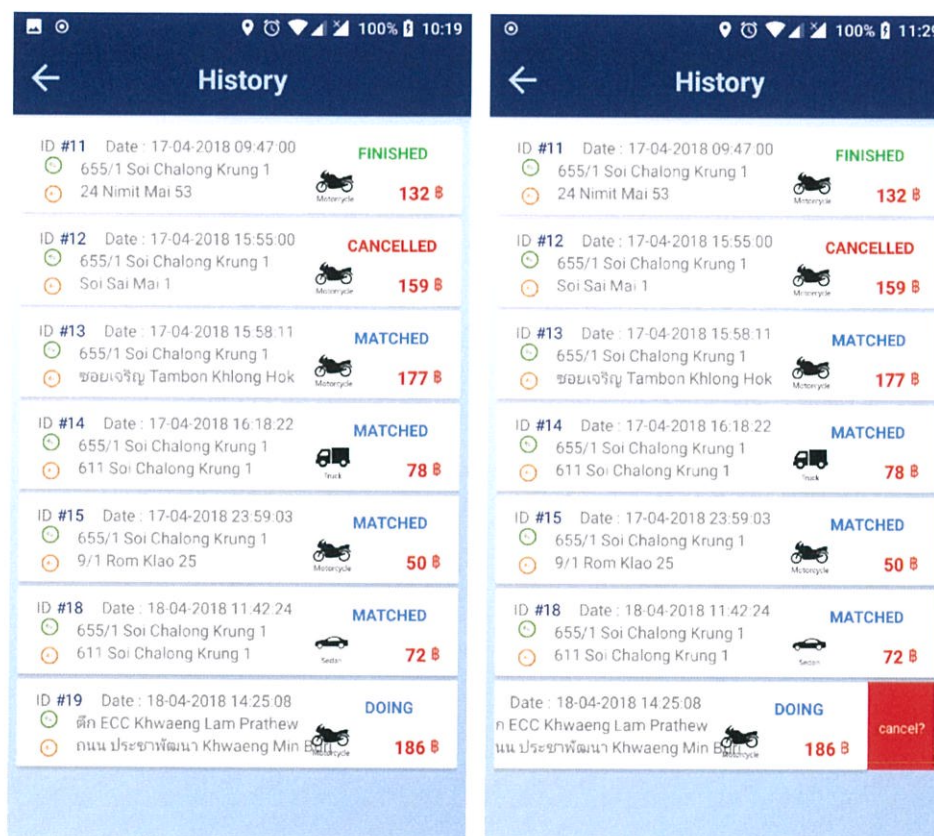 100% 10:19
History
ID #11 Date : 17-04-2018 09:47:00 FINISHED
655/1 Soi Chalong Krung 1
24 Nimit Mai 53 Motorcycle 132 ฿
ID #12 Date : 17-04-2018 15:55:00 CANCELLED
655/1 Soi Chalong Krung 1
Soi Sai Mai 1 Motorcycle 159 ฿
ID #13 Date : 17-04-2018 15:58:11 MATCHED
655/1 Soi Chalong Krung 1
ซอยเจริญ Tambon Khlong Hok Motorcycle 177 ฿
ID #14 Date : 17-04-2018 16:18:22 MATCHED
655/1 Soi Chalong Krung 1
611 Soi Chalong Krung 1 Truck 78 ฿
ID #15 Date : 17-04-2018 23:59:03 MATCHED
655/1 Soi Chalong Krung 1
9/1 Rom Klao 25 Motorcycle 50 ฿
ID #18 Date : 18-04-2018 11:42:24 MATCHED
655/1 Soi Chalong Krung 1
611 Soi Chalong Krung 1 Sedan 72 ฿
ID #19 Date : 18-04-2018 14:25:08 DOING
ตึก ECC Khwaeng Lam Prathew
ถนน ประชาพัฒนา Khwaeng Min Buri Motorcycle 186 ฿
100% 11:29
History
ID #11 Date : 17-04-2018 09:47:00 FINISHED
655/1 Soi Chalong Krung 1
24 Nimit Mai 53 Motorcycle 132 ฿
ID #12 Date : 17-04-2018 15:55:00 CANCELLED
655/1 Soi Chalong Krung 1
Soi Sai Mai 1 Motorcycle 159 ฿
ID #13 Date : 17-04-2018 15:58:11 MATCHED
655/1 Soi Chalong Krung 1
ซอยเจริญ Tambon Khlong Hok Motorcycle 177 ฿
ID #14 Date : 17-04-2018 16:18:22 MATCHED
655/1 Soi Chalong Krung 1
611 Soi Chalong Krung 1 Truck 78 ฿
ID #15 Date : 17-04-2018 23:59:03 MATCHED
655/1 Soi Chalong Krung 1
9/1 Rom Klao 25 Motorcycle 50 ฿
ID #18 Date : 18-04-2018 11:42:24 MATCHED
655/1 Soi Chalong Krung 1
611 Soi Chalong Krung 1 Sedan 72 ฿
Date : 18-04-2018 14:25:08 DOING
ก ECC Khwaeng Lam Prathew cancel?
นน ประชาพัฒนา Khwaeng Min Buri Motorcycle 186 ฿